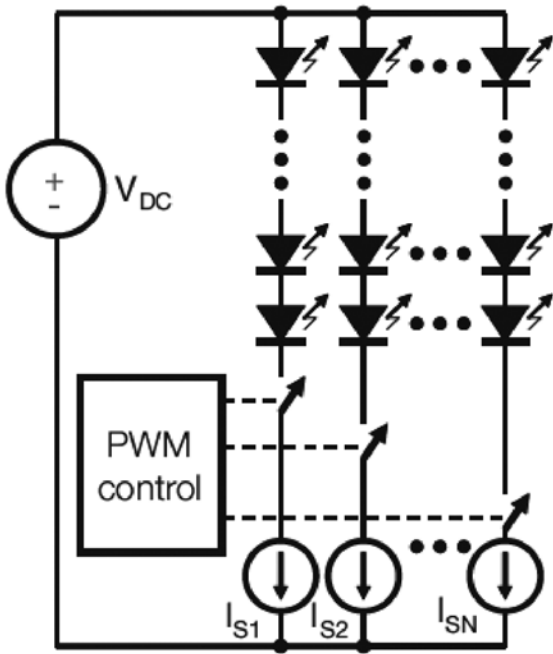 +
-
V_DC
PWM
control
I_S1
I_S2
I_SN